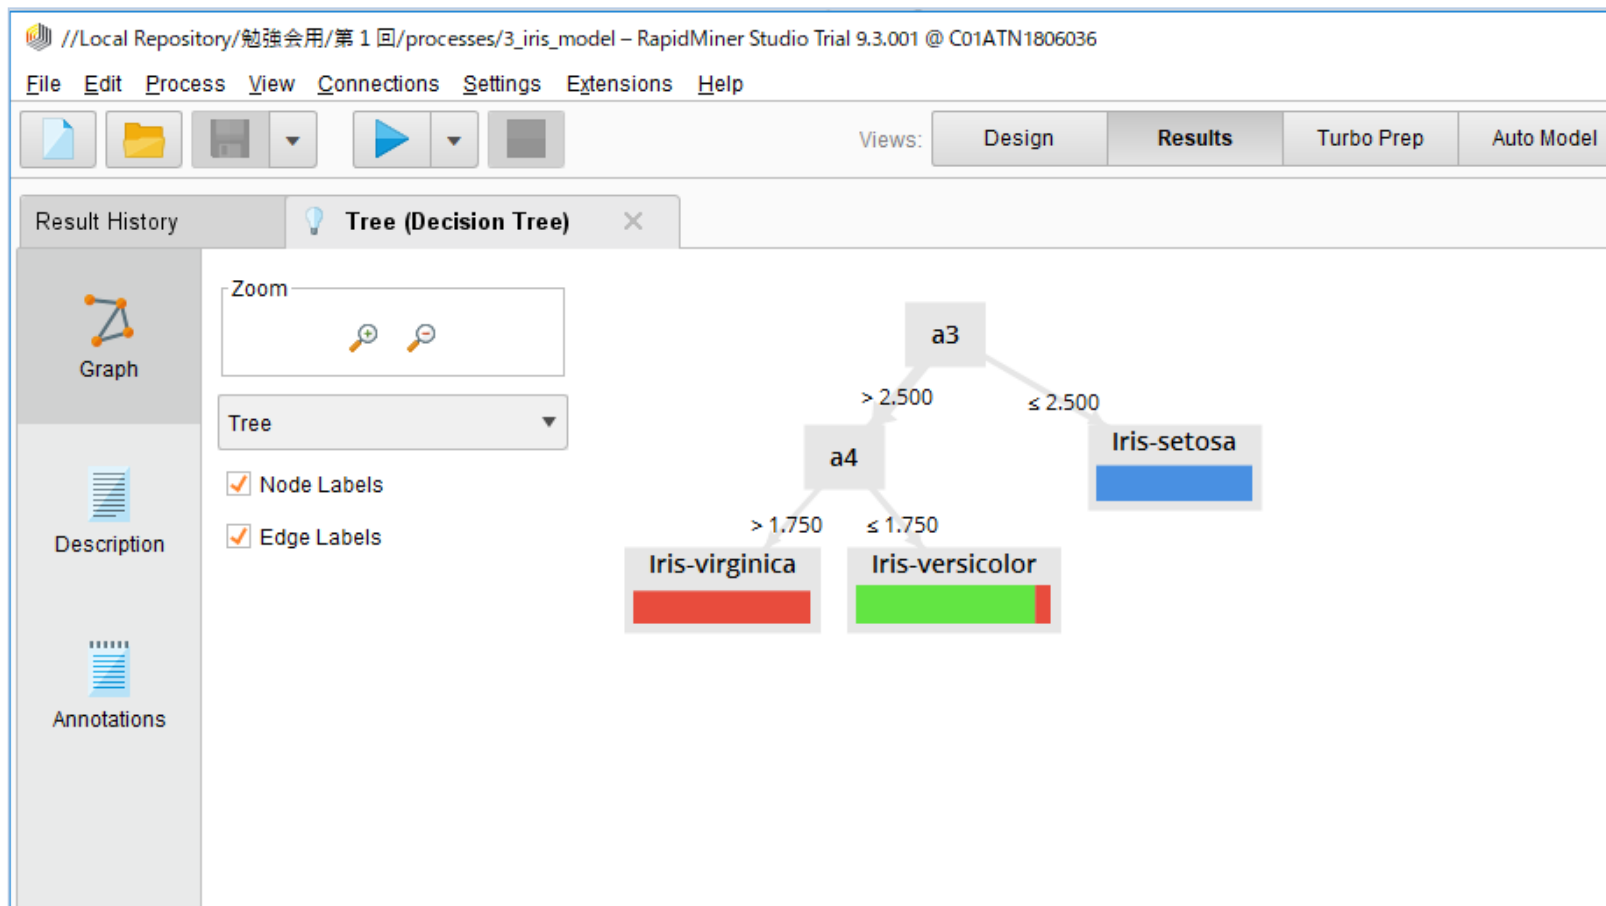 //Local Repository/勉強会用/第 1 回/processes/3_iris_model – RapidMiner Studio Trial 9.3.001 @ C01ATN1806036
File Edit Process View Connections Settings Extensions Help
Views: Design Results Turbo Prep Auto Model
Result History Tree (Decision Tree)
Graph
Description
Annotations
Zoom
Tree
Node Labels
Edge Labels
a3
> 2.500 ≤ 2.500
a4 Iris-setosa
> 1.750 ≤ 1.750
Iris-virginica Iris-versicolor